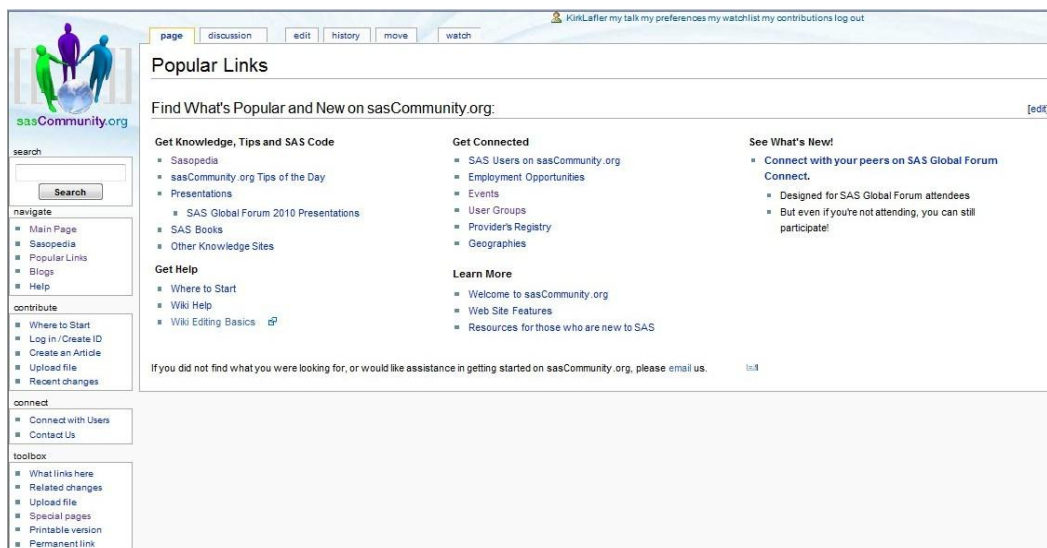 KirkLafler my talk my preferences my watchlist my contributions log out
page discussion edit history move watch
sasCommunity.org
search
Search
navigate
Main Page
Sasopedia
Popular Links
Blogs
Help
contribute
Where to Start
Log in / Create ID
Create an Article
Upload file
Recent changes
connect
Connect with Users
Contact Us
toolbox
What links here
Related changes
Upload file
Special pages
Printable version
Permanent link
Popular Links
Find What's Popular and New on sasCommunity.org:
[edit]
Get Knowledge, Tips and SAS Code
Sasopedia
sasCommunity.org Tips of the Day
Presentations
SAS Global Forum 2010 Presentations
SAS Books
Other Knowledge Sites
Get Help
Where to Start
Wiki Help
Wiki Editing Basics
Get Connected
SAS Users on sasCommunity.org
Employment Opportunities
Events
User Groups
Provider's Registry
Geographies
Learn More
Welcome to sasCommunity.org
Web Site Features
Resources for those who are new to SAS
See What's New!
Connect with your peers on SAS Global Forum
Connect.
Designed for SAS Global Forum attendees
But even if you're not attending, you can still
participate!
If you did not find what you were looking for, or would like assistance in getting started on sasCommunity.org, please email us.